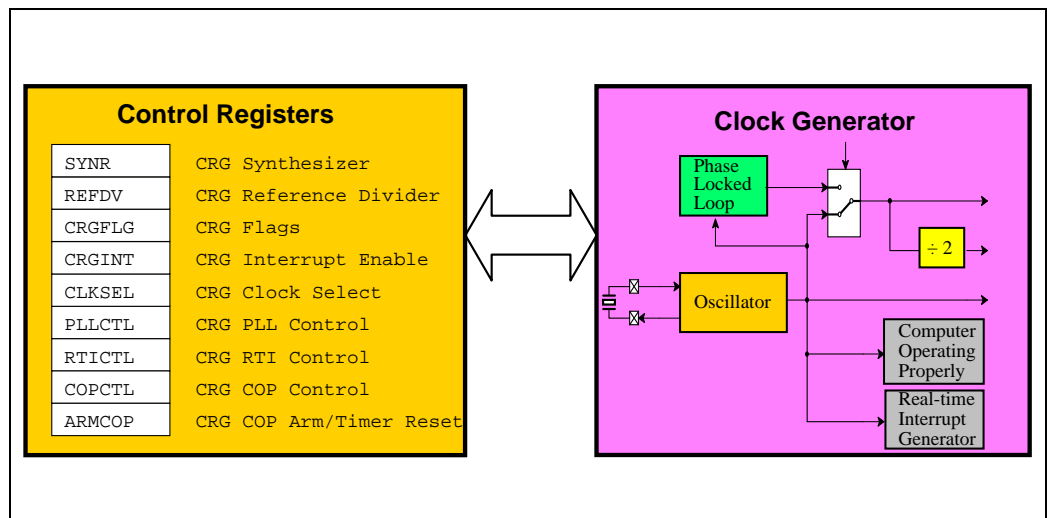 Control Registers
SYNR CRG Synthesizer
REFDV CRG Reference Divider
CRGFLG CRG Flags
CRGINT CRG Interrupt Enable
CLKSEL CRG Clock Select
PLLCTL CRG PLL Control
RTICTL CRG RTI Control
COPCTL CRG COP Control
ARMCOP CRG COP Arm/Timer Reset
Clock Generator
Phase
Locked
Loop
÷ 2
Oscillator
Computer
Operating
Properly
Real-time
Interrupt
Generator